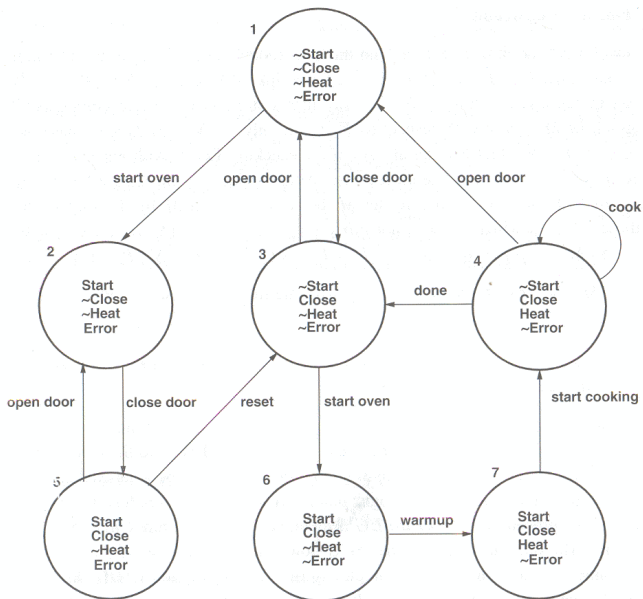 1
~Start
~Close
~Heat
~Error
start oven
open door
close door
open door
cook
2
Start
~Close
~Heat
Error
3
~Start
Close
~Heat
~Error
done
4
~Start
Close
Heat
~Error
open door
close door
reset
start oven
start cooking
5
Start
Close
~Heat
Error
6
Start
Close
~Heat
~Error
warmup
7
Start
Close
Heat
~Error